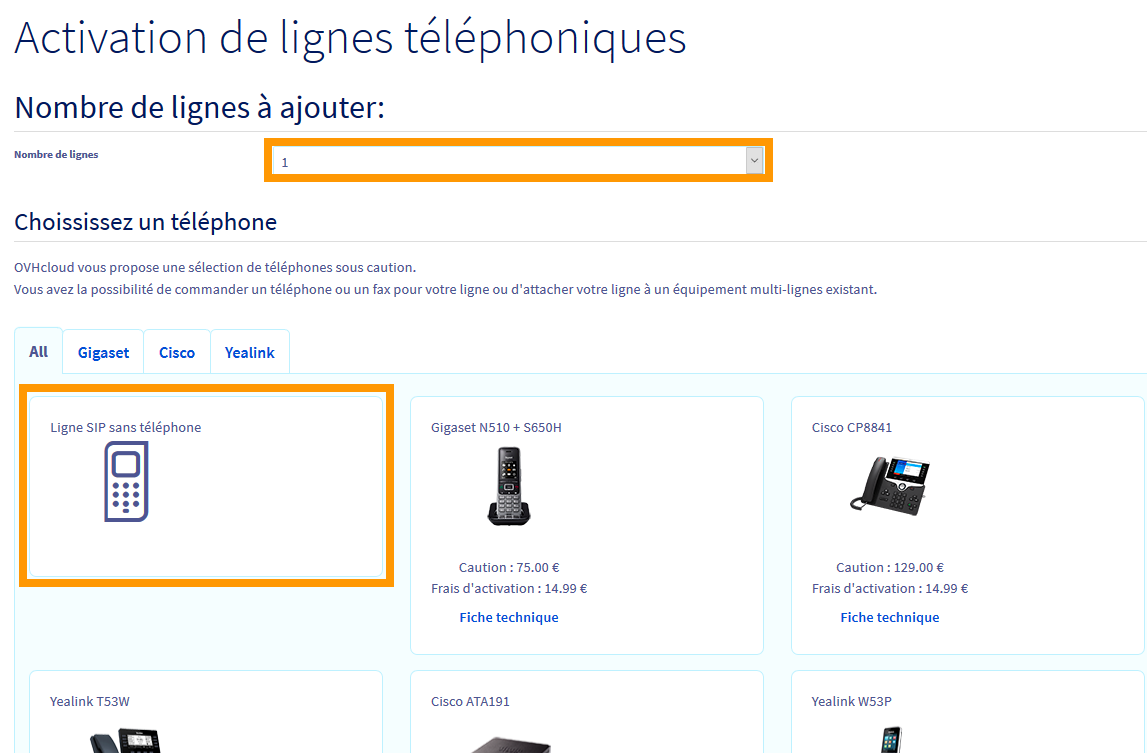 Activation de lignes téléphoniques
Nombre de lignes à ajouter:
Nombre de lignes
1
Choississez un téléphone
OVHcloud vous propose une sélection de téléphones sous caution.
Vous avez la possibilité de commander un téléphone ou un fax pour votre ligne ou d'attacher votre ligne à un équipement multi-lignes existant.
All
Gigaset
Cisco
Yealink
Ligne SIP sans téléphone
Gigaset N510 + S650H
Caution : 75.00 €
Frais d'activation : 14.99 €
Fiche technique
Cisco CP8841
Caution : 129.00 €
Frais d'activation : 14.99 €
Fiche technique
Yealink T53W
Cisco ATA191
Yealink W53P